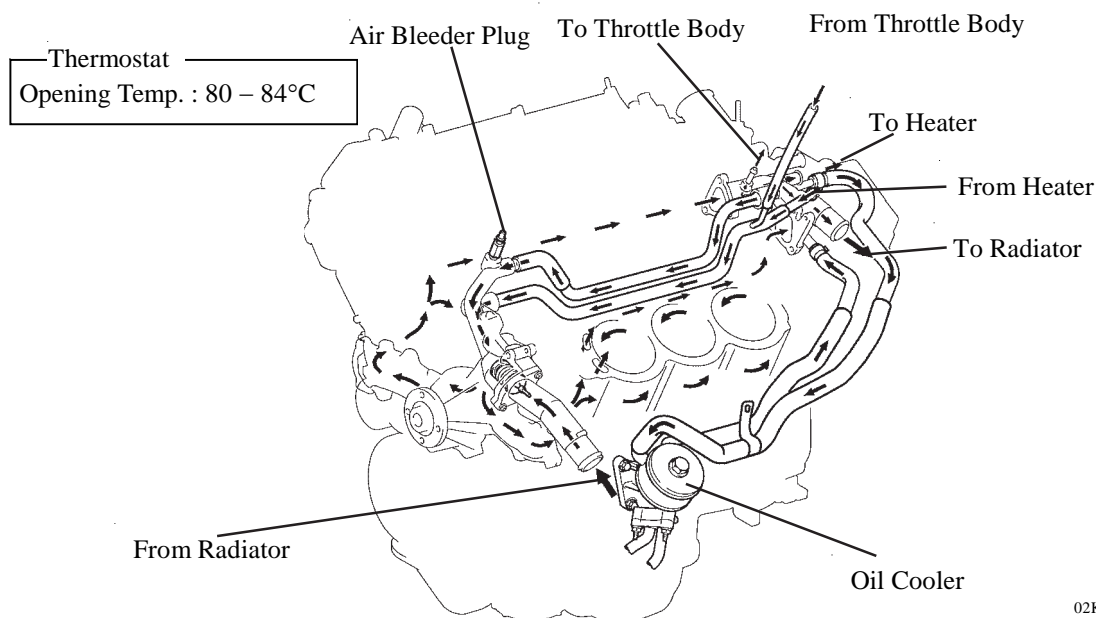 Thermostat
Opening Temp. : 80 – 84°C
Air Bleeder Plug
To Throttle Body
From Throttle Body
To Heater
From Heater
To Radiator
From Radiator
Oil Cooler